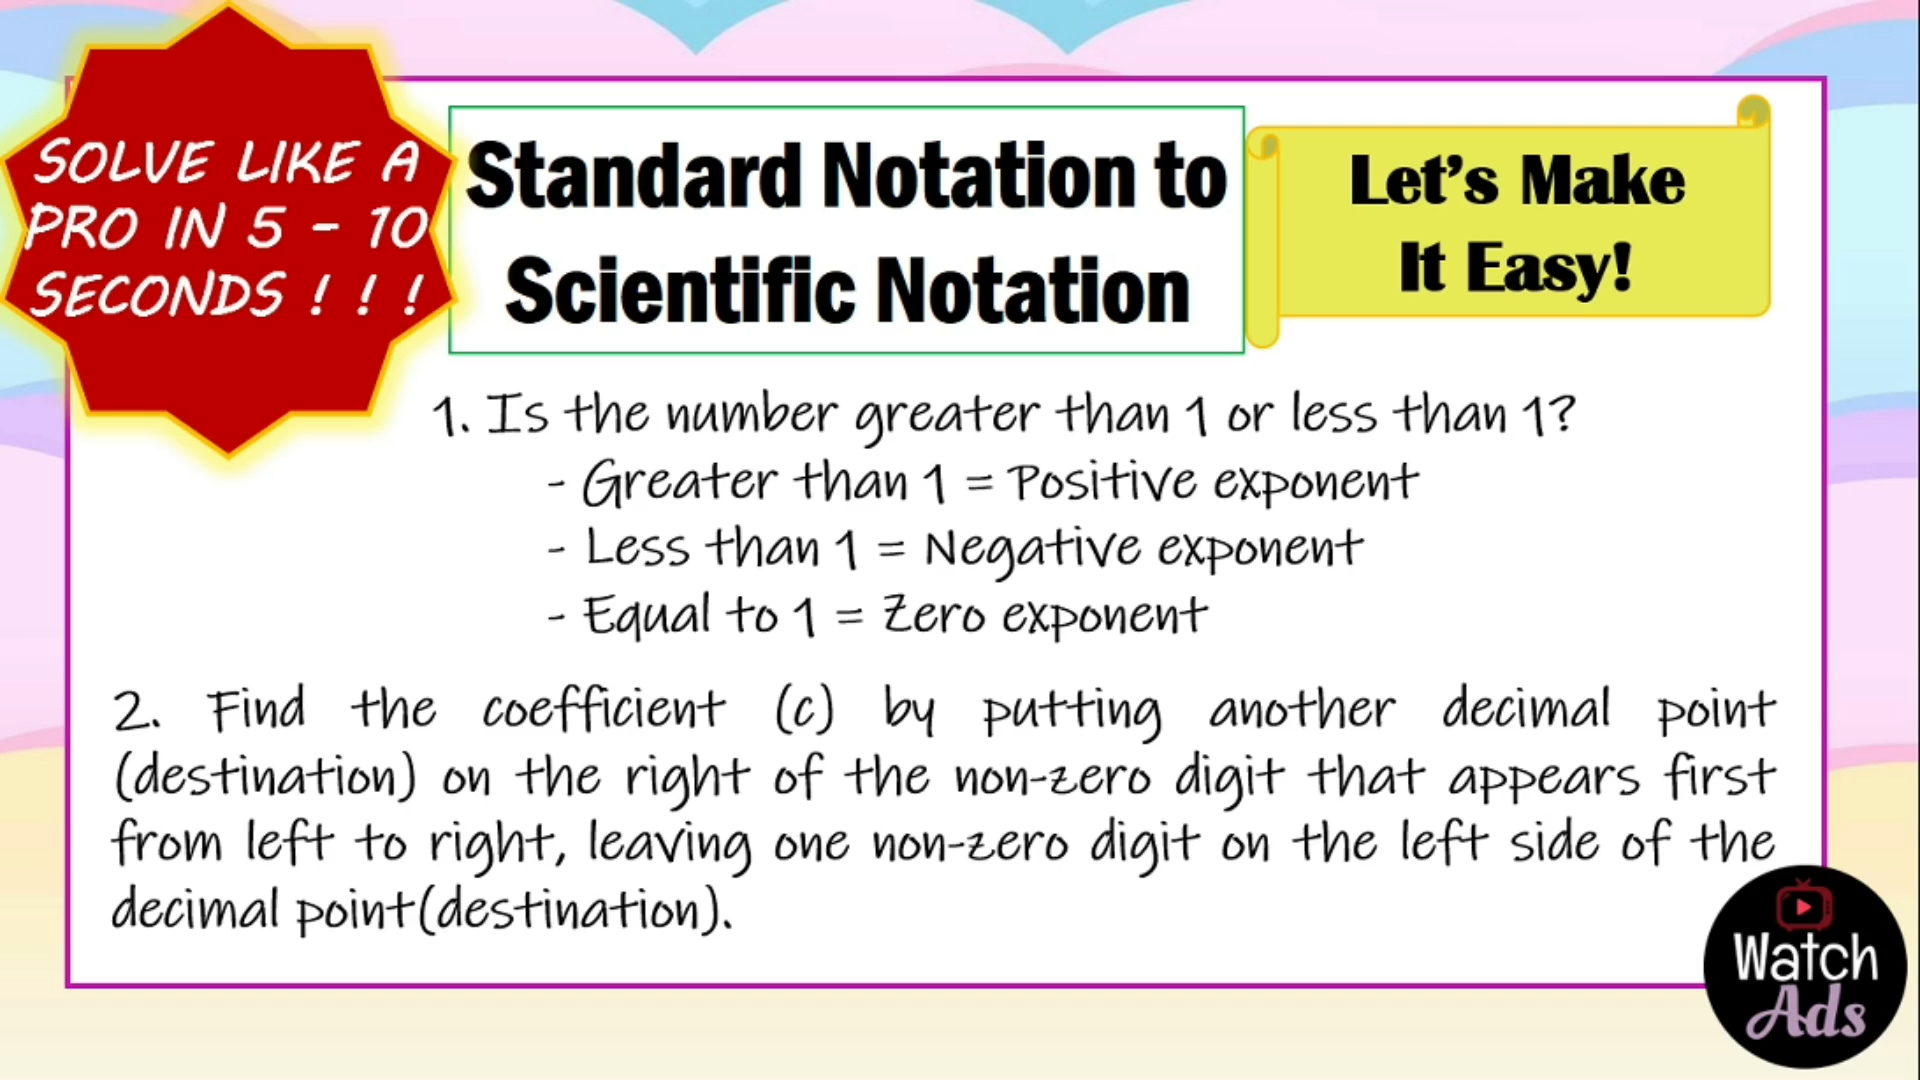 SOLVE LIKE A
PRO IN 5 - 10
SECONDS ! ! !
Standard Notation to
Scientific Notation
Let's Make
It Easy!
1. Is the number greater than 1 or less than 1?
- Greater than 1 = Positive exponent
- Less than 1 = Negative exponent
- Equal to 1 = Zero exponent
2. Find the coefficient (c) by putting another decimal point
(destination) on the right of the non-zero digit that appears first
from left to right, leaving one non-zero digit on the left side of the
decimal point(destination).
Watch
Ads